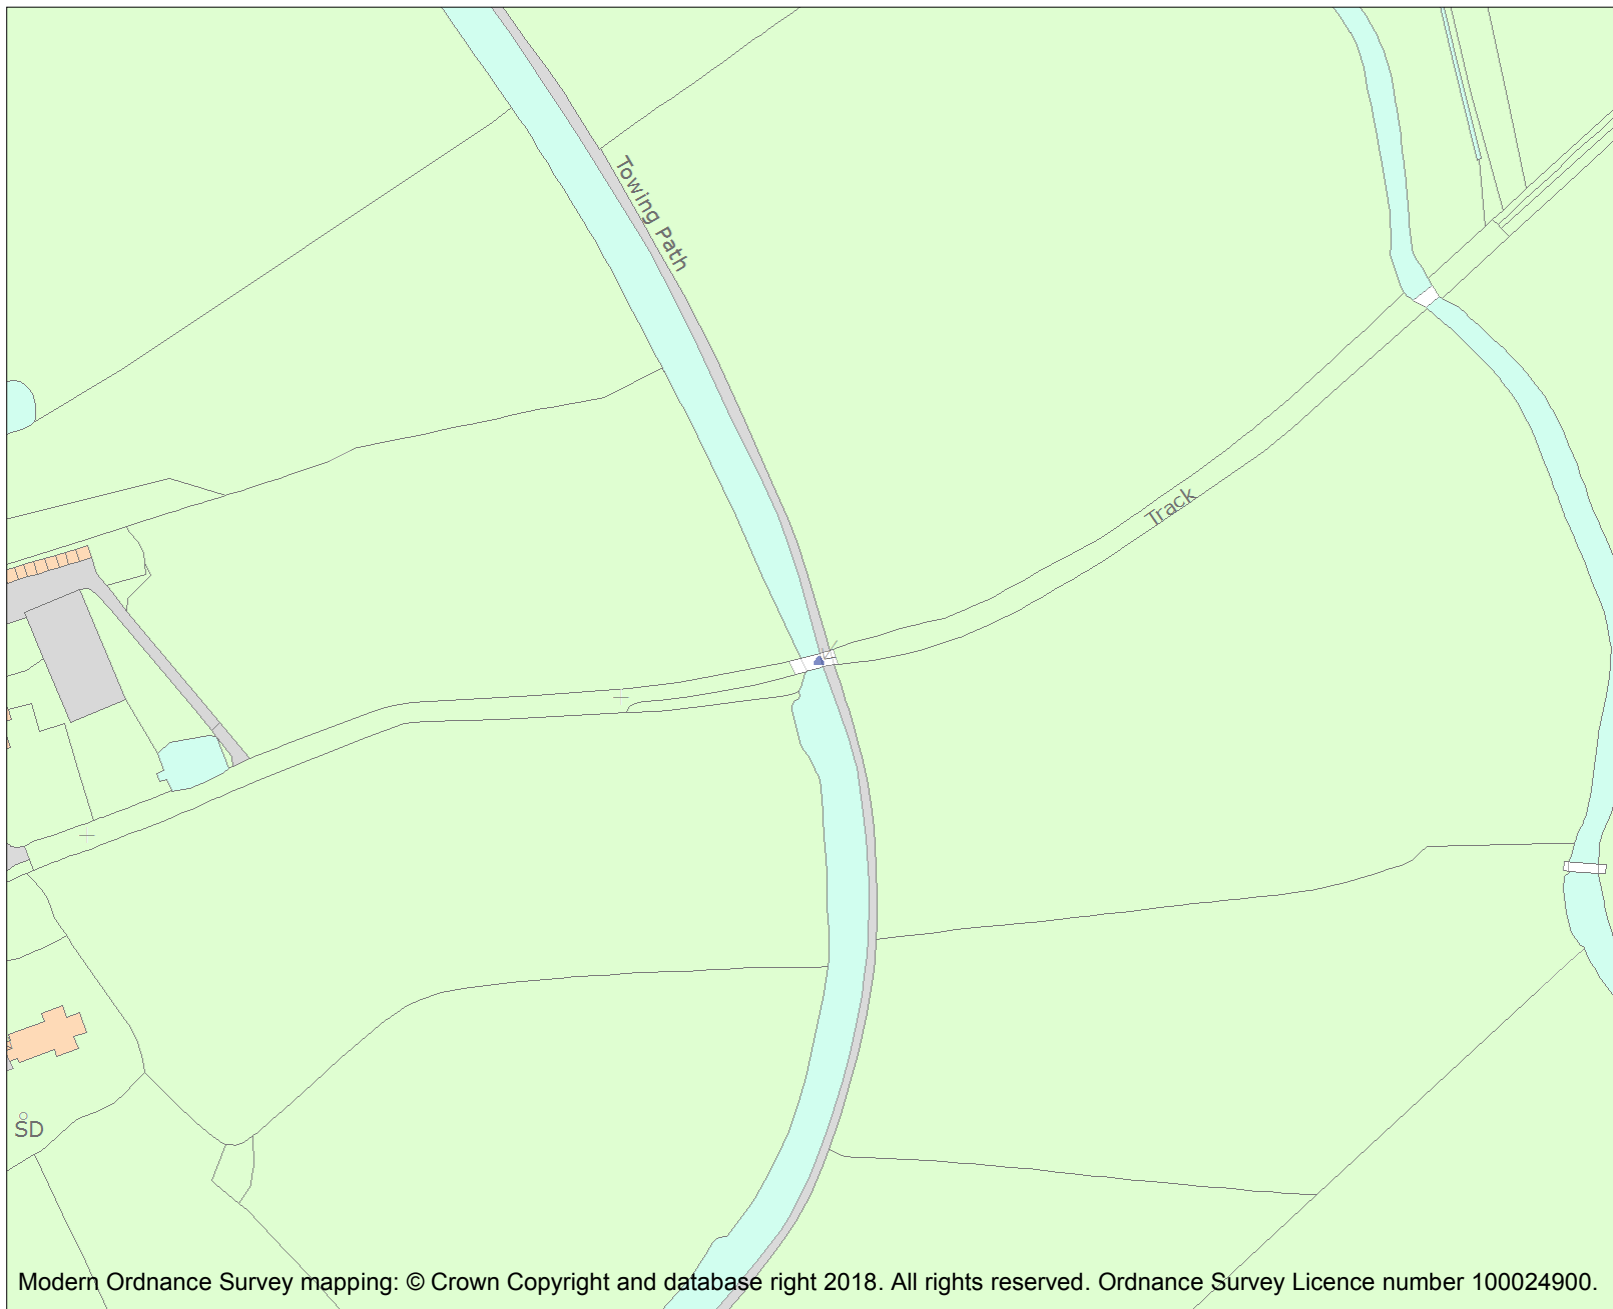 Towing Path
Track
SD
Modern Ordnance Survey mapping: © Crown Copyright and database right 2018. All rights reserved. Ordnance Survey Licence number 100024900.